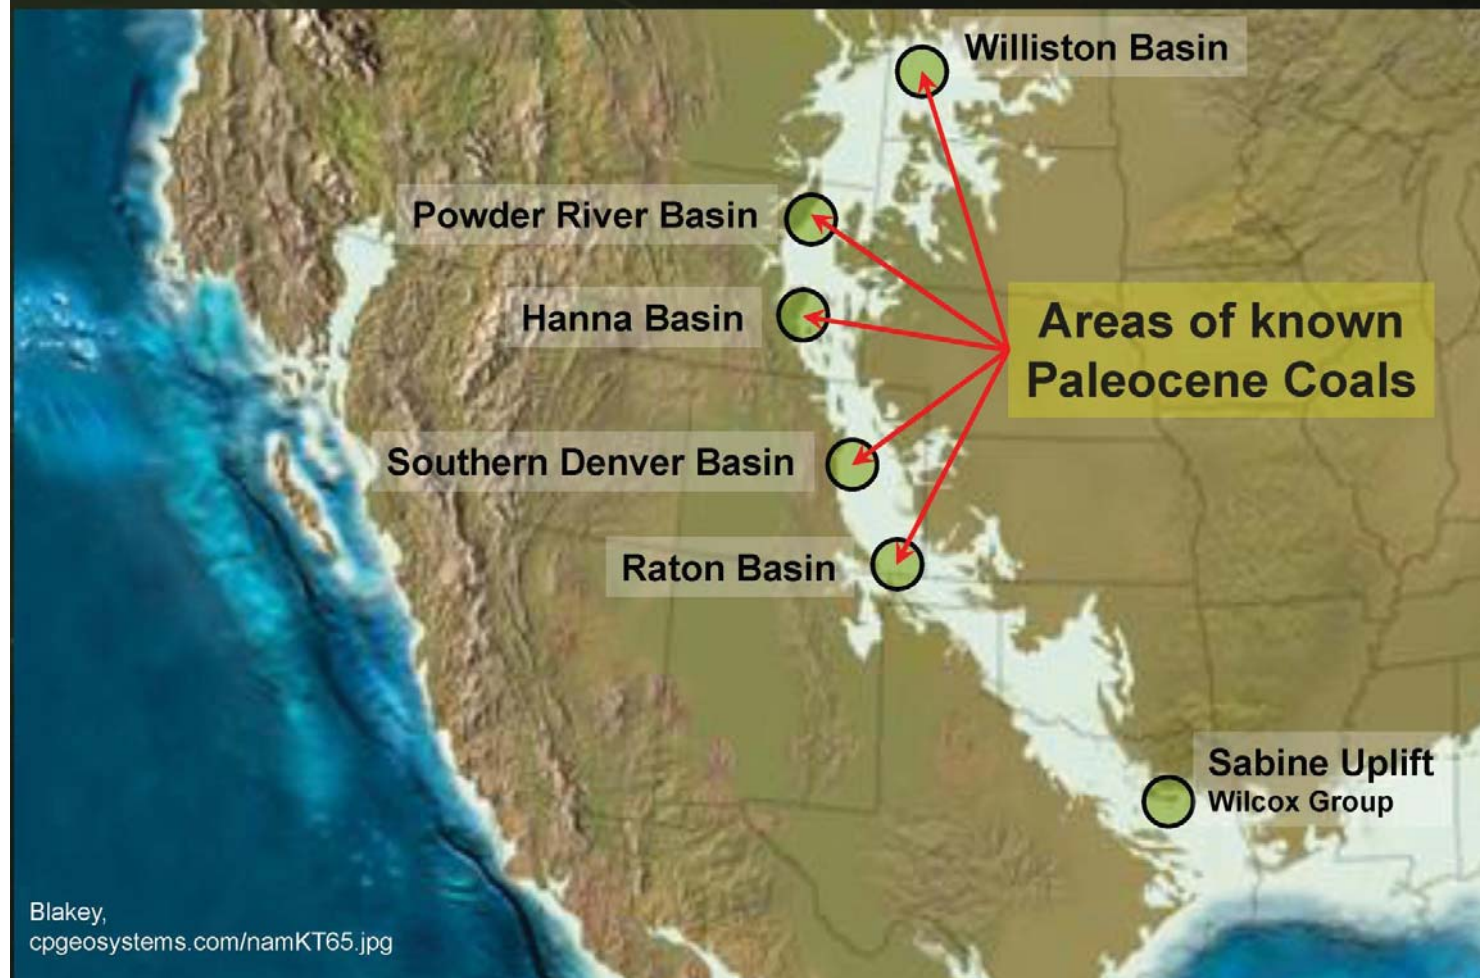 Williston Basin
Powder River Basin
Hanna Basin
Areas of known
Paleocene Coals
Southern Denver Basin
Raton Basin
Sabine Uplift
Wilcox Group
Blakey,
cpgeosystems.com/namKT65.jpg